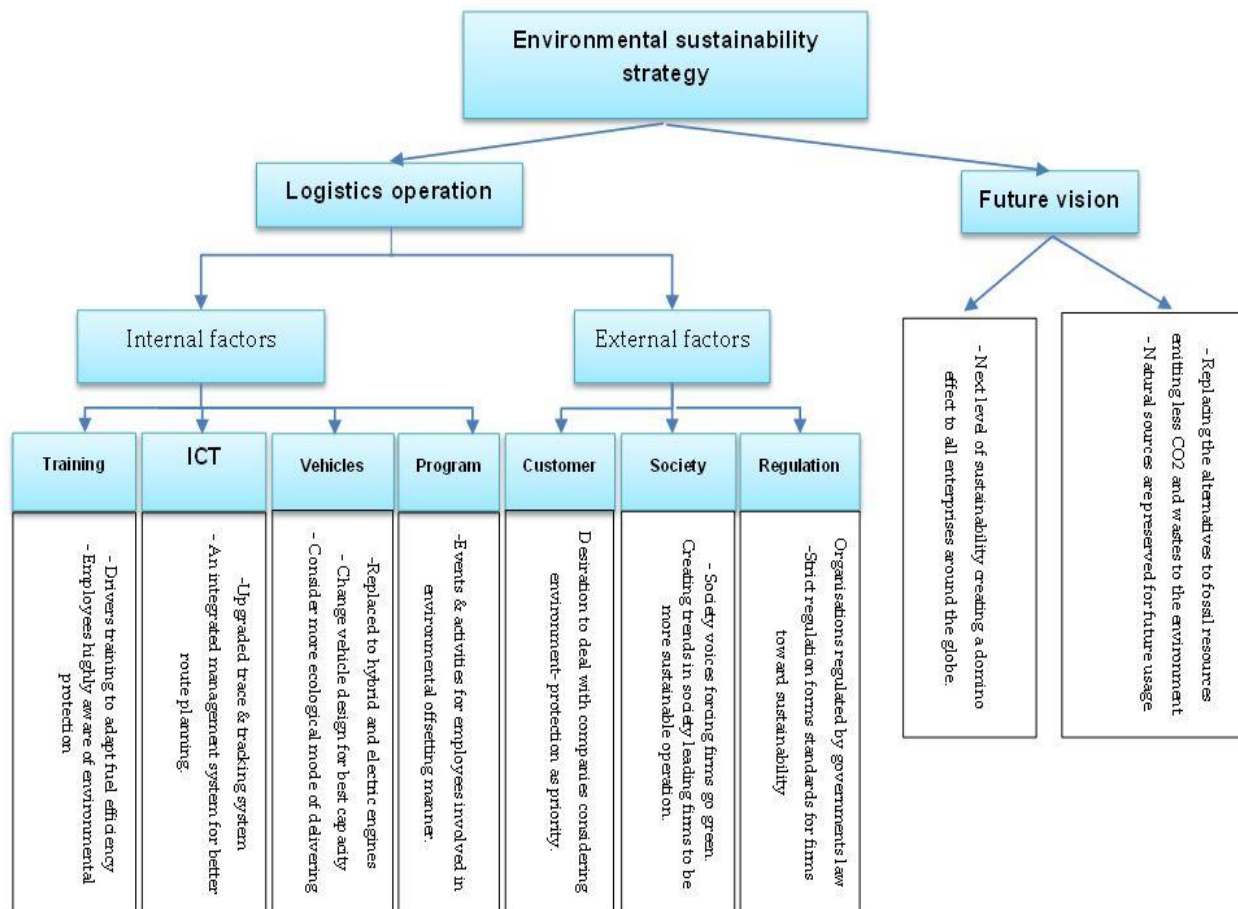 Environmental sustainability
strategy
Logistics operation
Future vision
Internal factors
External factors
Training
ICT
Vehicles
Program
Customer
Society
Regulation
- Drivers training to adapt fuel efficiency
- Employees highly aware of environmental
protection
-Upgraded trace & tracking system
- An integrated management system for better
route planning.
-Replaced to hybrid and electric engines
- Change vehicle design for best capacity
- Consider more ecological mode of delivering
-Events & activities for employees involved in
environmental offsetting manner.
Desiration to deal with companies considering
environment- protection as priority.
- Society voices forcing firms go green.
Creating trends in society leading firms to be
more sustainable operation.
Organisations regulated by governments law
-Strict regulation forms standards for firms
toward sustainability
- Next level of sustainability creating a domino
effect to all enterprises around the globe.
- Replacing the alternatives to fossil resources
emitting less CO2 and wastes to the environment
- Natural sources are preserved for future usage